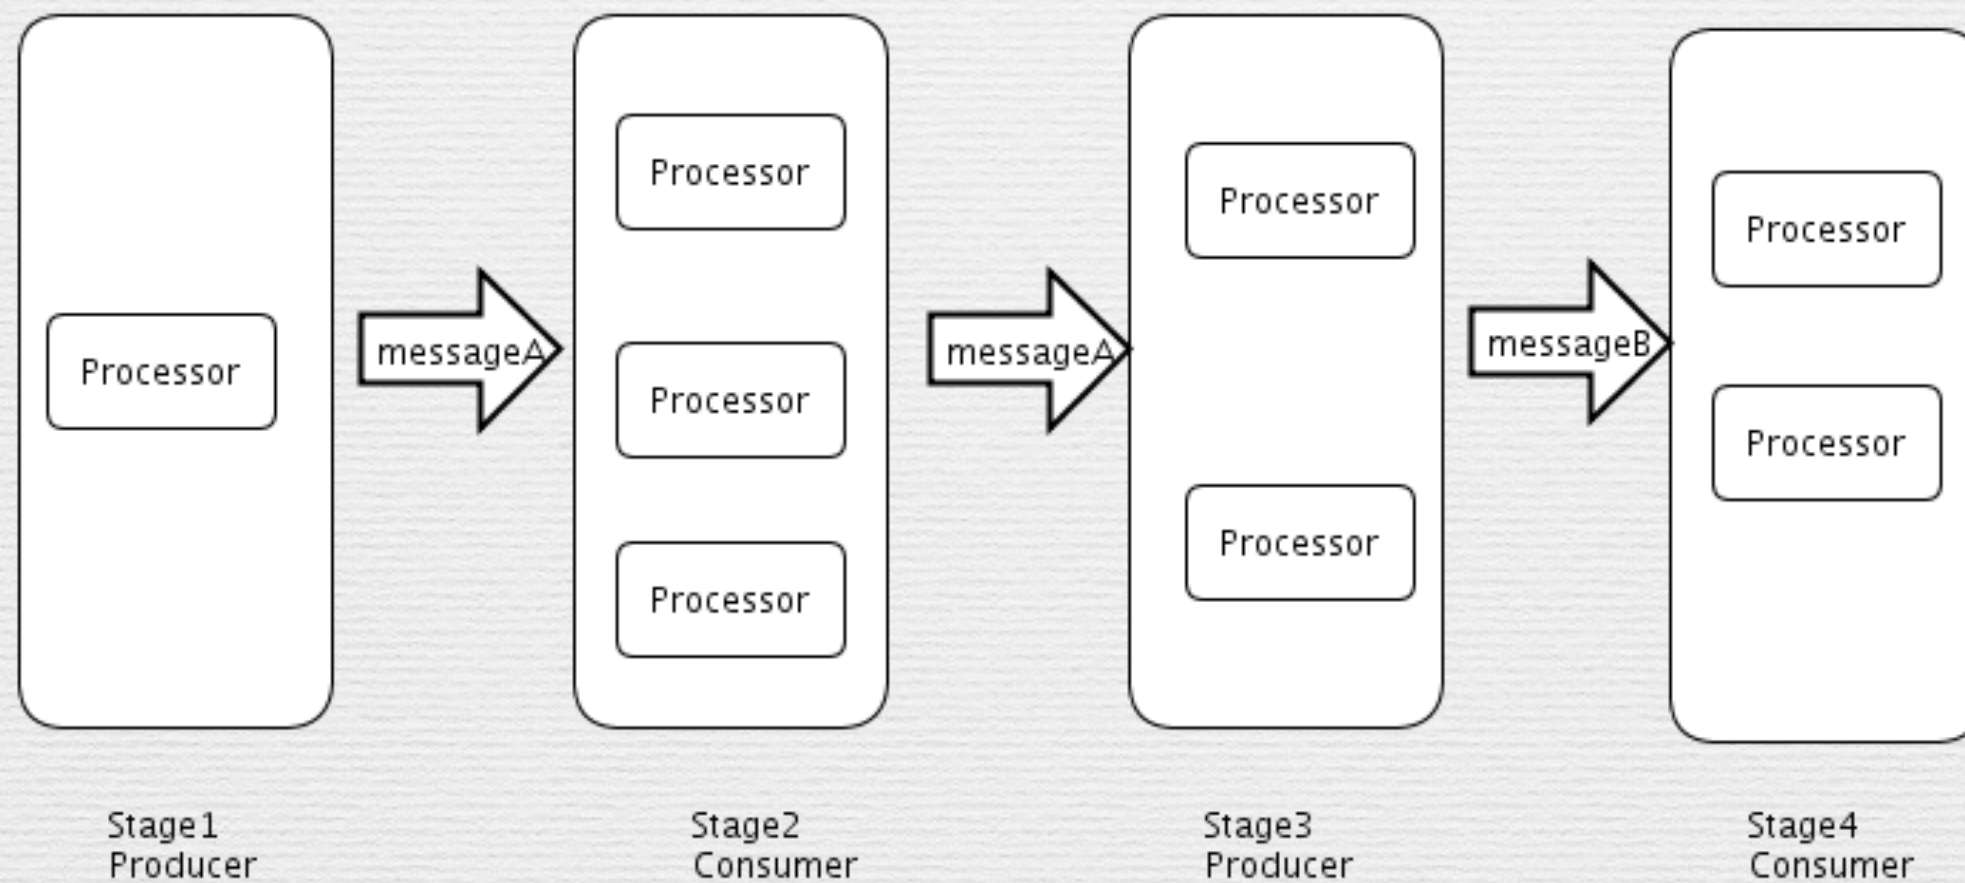 Processor
messageA
Processor
Processor
Processor
messageA
Processor
Processor
messageB
Processor
Processor
Stage1
Producer
Stage2
Consumer
Stage3
Producer
Stage4
Consumer